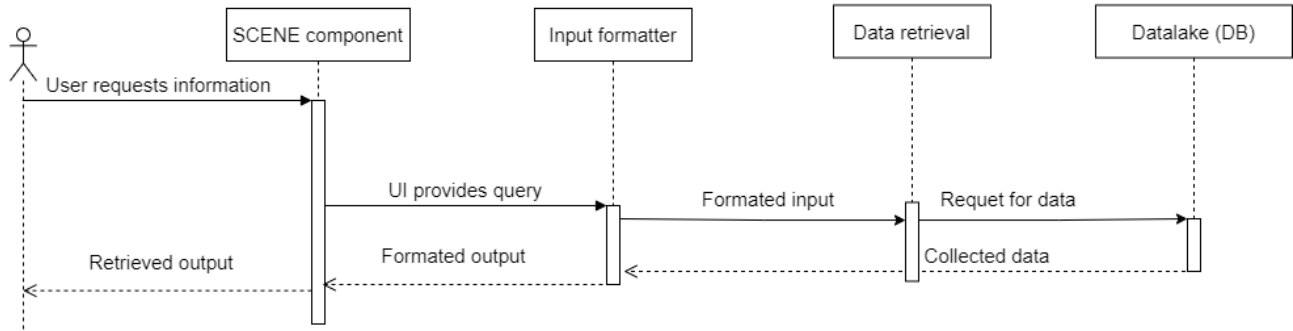 SCENE component
Input formatter
Data retrieval
Datalake (DB)
User requests information
UI provides query
Formated input
Requet for data
Collected data
Formated output
Retrieved output